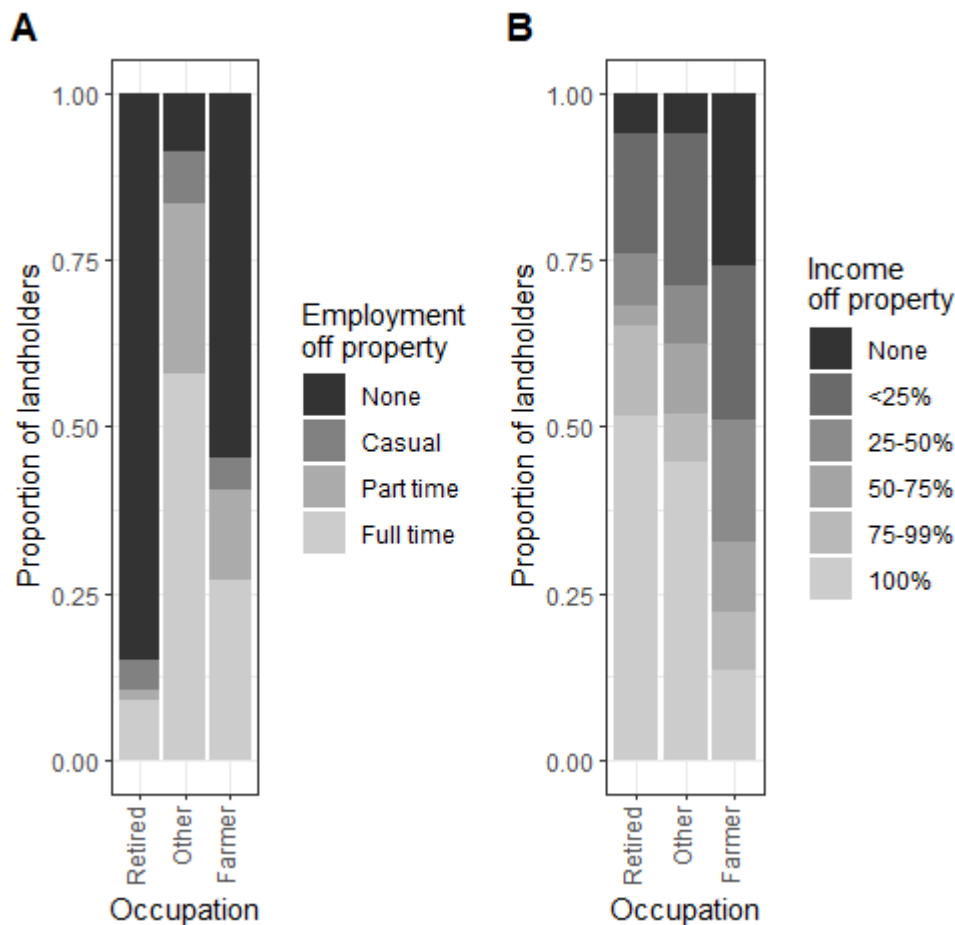 A
Proportion of landholders
1.00
0.75
0.50
0.25
0.00
Retired
Other
Farmer
Occupation
Employment
off property
None
Casual
Part time
Full time
B
Proportion of landholders
1.00
0.75
0.50
0.25
0.00
Retired
Other
Farmer
Occupation
Income
off property
None
<25%
25-50%
50-75%
75-99%
100%